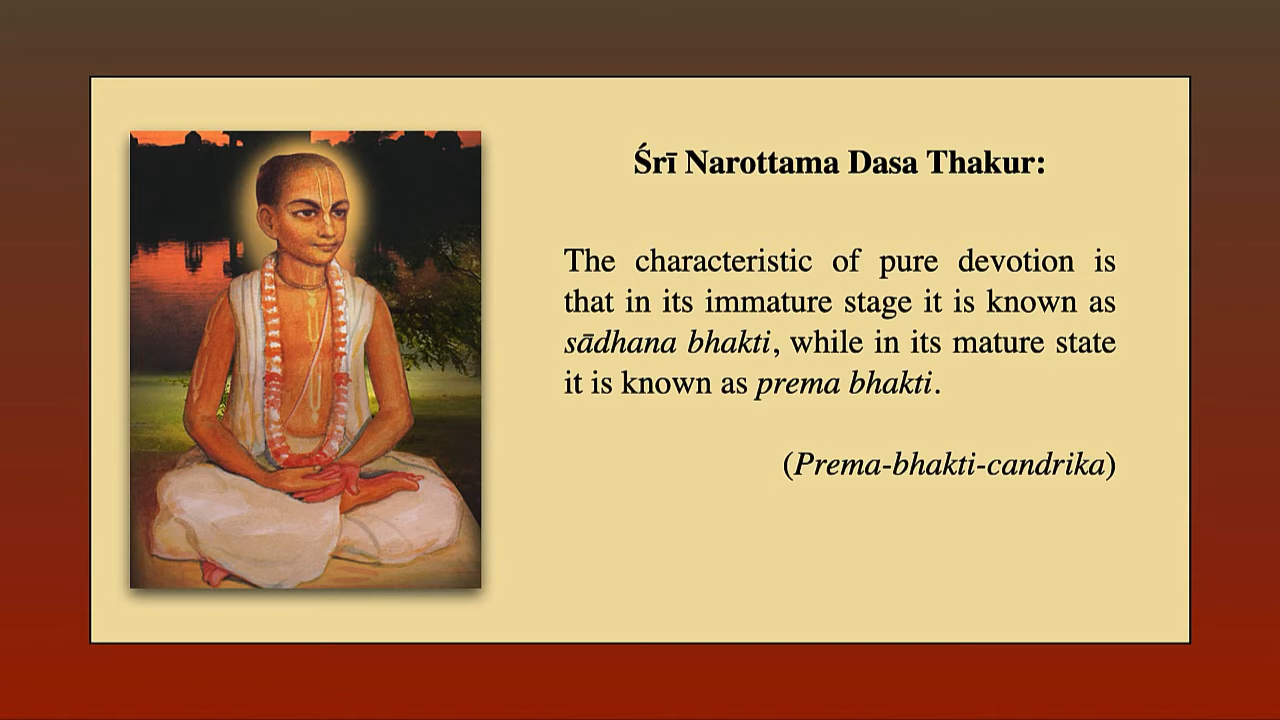 Śrī Narottama Dasa Thakur:
The characteristic of pure devotion is
that in its immature stage it is known as
sādhana bhakti, while in its mature state
it is known as prema bhakti.
(Prema-bhakti-candrika)